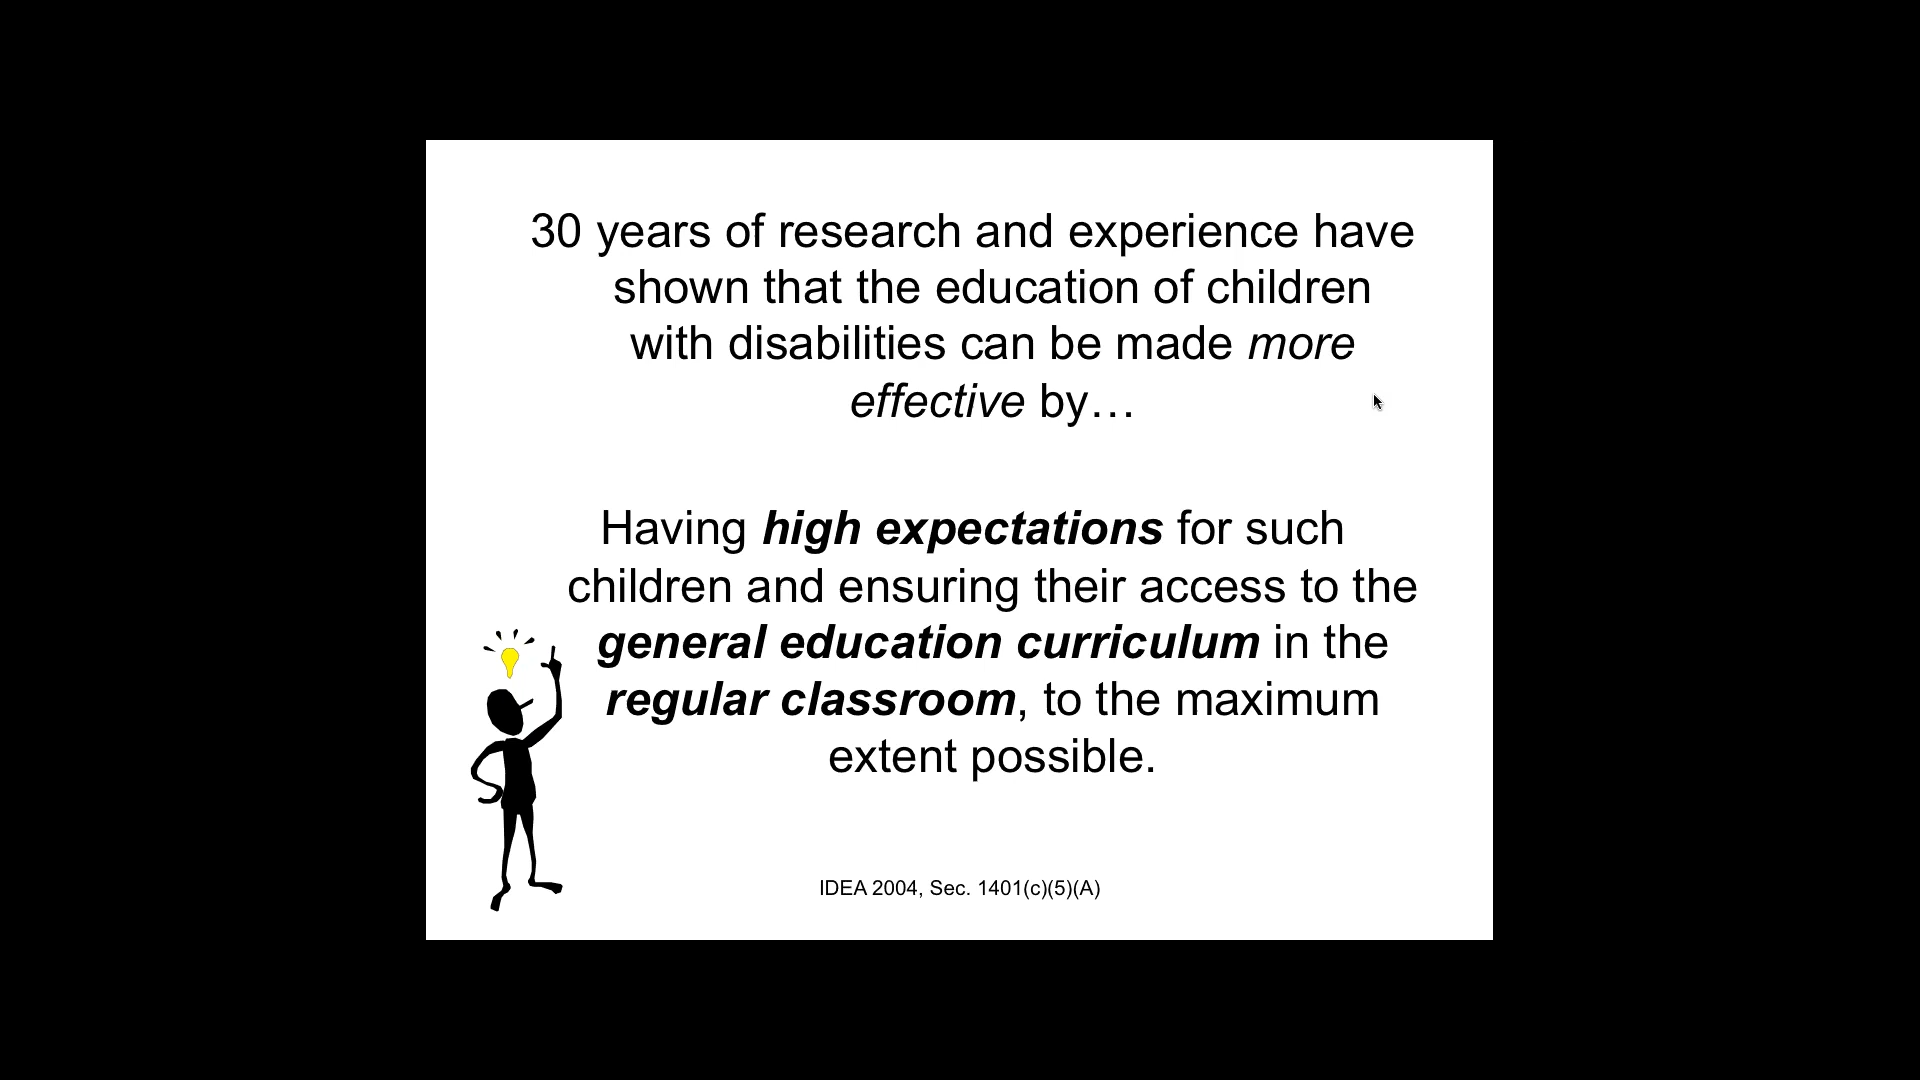 30 years of research and experience have
shown that the education of children
with disabilities can be made more
effective by…
Having high expectations for such
children and ensuring their access to the
general education curriculum in the
regular classroom, to the maximum
extent possible.
IDEA 2004, Sec. 1401(c)(5)(A)